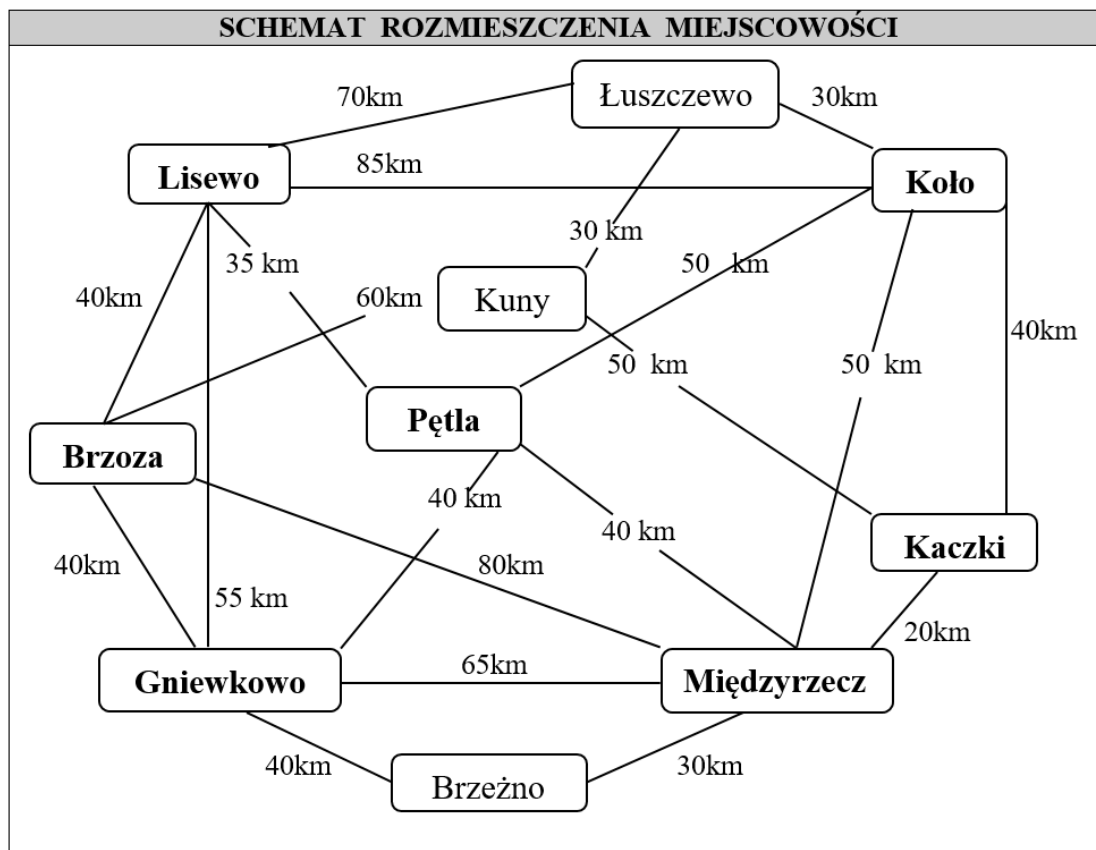 SCHEMAT ROZMIESZCZENIA MIEJSCOWOŚCI
Łuszczewo
70km
30km
Lisewo
85km
Koło
30 km
35 km
50 km
Kuny
40km
60km
40km
50 km
50 km
Pętla
Brzoza
40 km
40 km
Kaczki
40km
80km
55 km
20km
65km
Gniewkowo
Międzyrzecz
40km
30km
Brzeżno